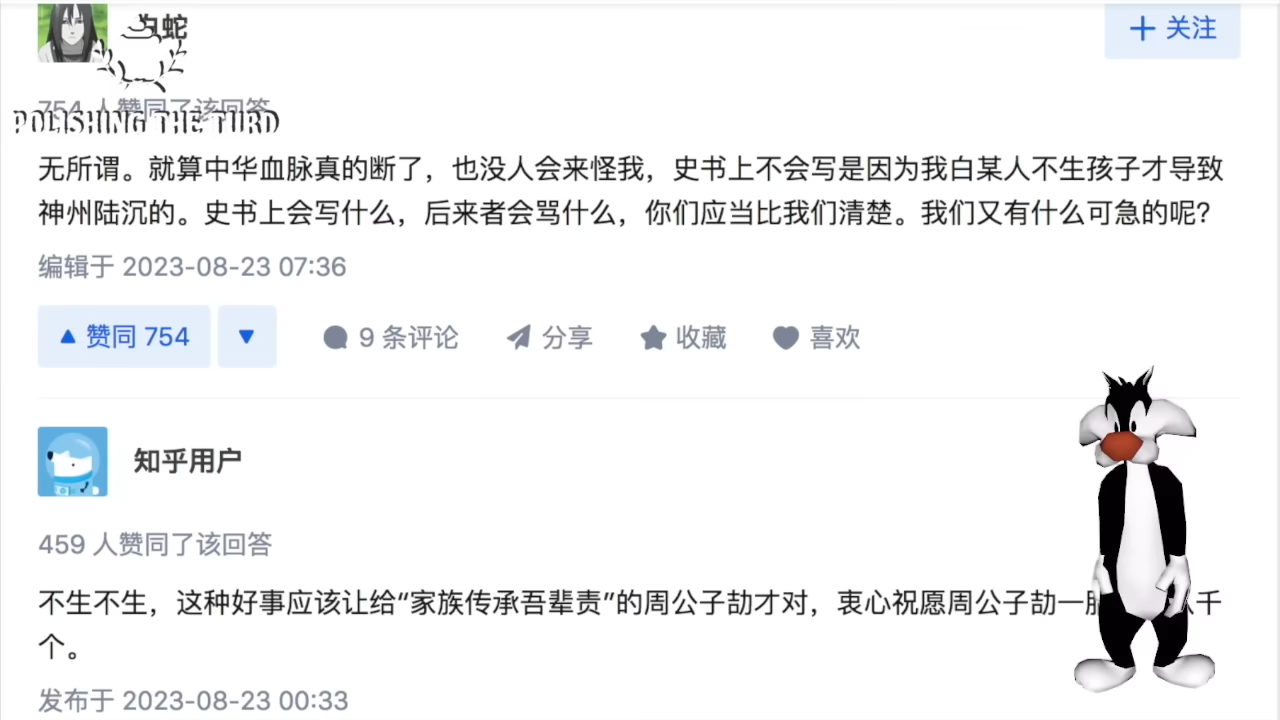 白蛇
+ 关注
754 人赞同了该回答
POLISHING THE TURD
无所谓。就算中华血脉真的断了，也没人会来怪我，史书上不会写是因为我白某人不生孩子才导致
神州陆沉的。史书上会写什么，后来者会骂什么，你们应当比我们清楚。我们又有什么可急的呢？
编辑于 2023-08-23 07:36
赞同 754
9 条评论
分享
收藏
喜欢
知乎用户
459 人赞同了该回答
不生不生，这种好事应该让给“家族传承吾辈责”的周公子劼才对，衷心祝愿周公子劼一 千
个。
发布于 2023-08-23 00:33